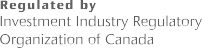 Regulated by
Investment Industry Regulatory
Organization of Canada